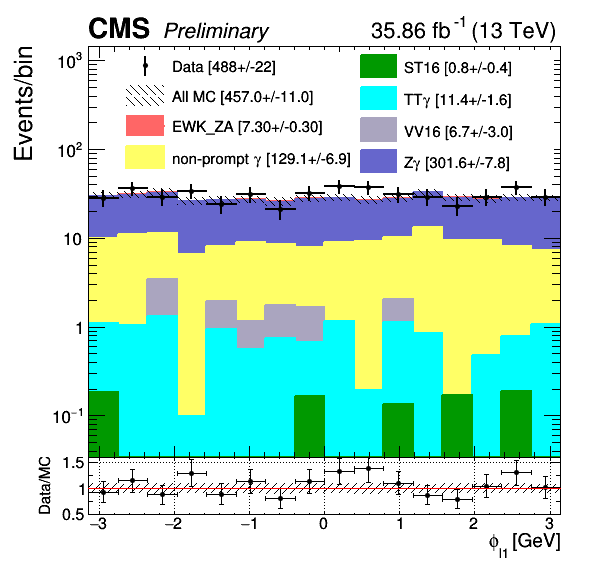 CMS Preliminary 35.86 fb⁻¹ (13 TeV)
Events/bin
Data [488+/-22]
All MC [457.0+/-11.0]
EWK_ZA [7.30+/-0.30]
non-prompt γ [129.1+/-6.9]
ST16 [0.8+/-0.4]
TTγ [11.4+/-1.6]
VV16 [6.7+/-3.0]
Zγ [301.6+/-7.8]
10³
10²
10
1
10⁻¹
Data/MC
1.5
1
0.5
−3 −2 −1 0 1 2 3
ϕ_l1 [GeV]